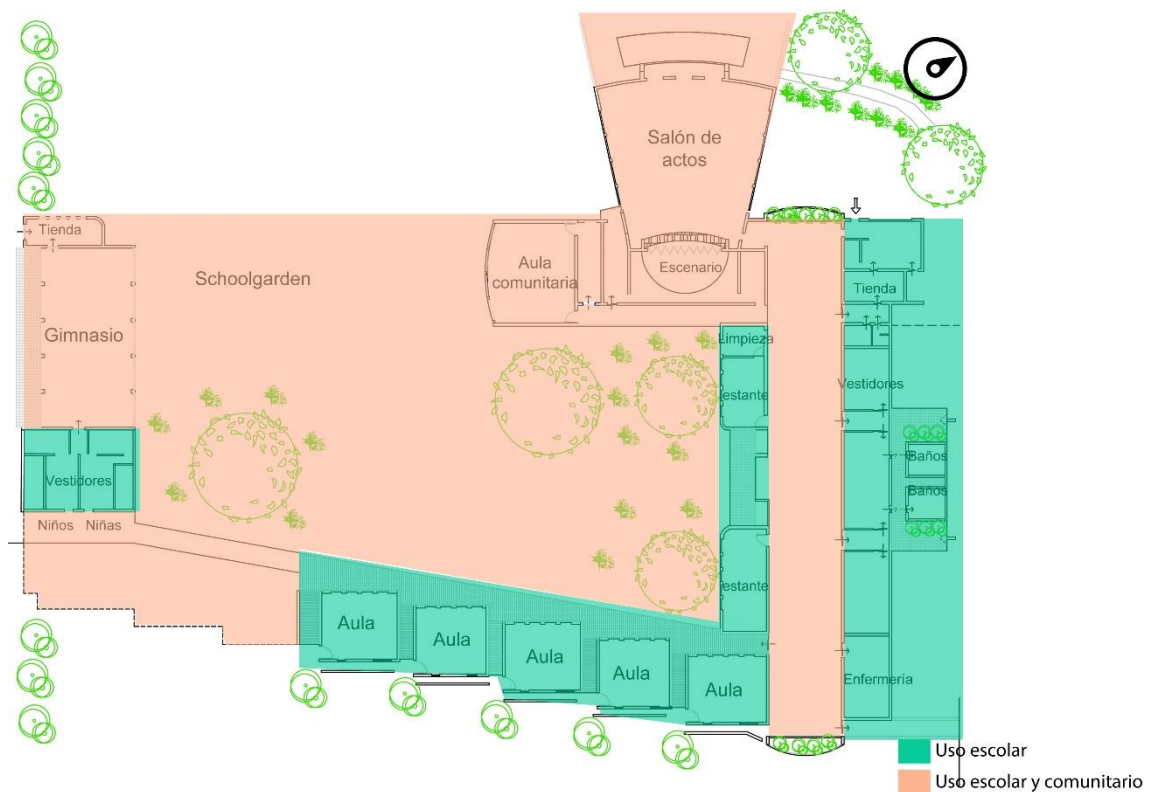 Salón de
actos
Tienda
Schoolgarden
Aula
comunitaria
Escenario
Tienda
Gimnasio
Limpieza
Vestidores
estante
Baños
Vestidores
Baños
Niños
Niñas
estante
Aula
Aula
Aula
Aula
Aula
Enfermería
Uso escolar
Uso escolar y comunitario